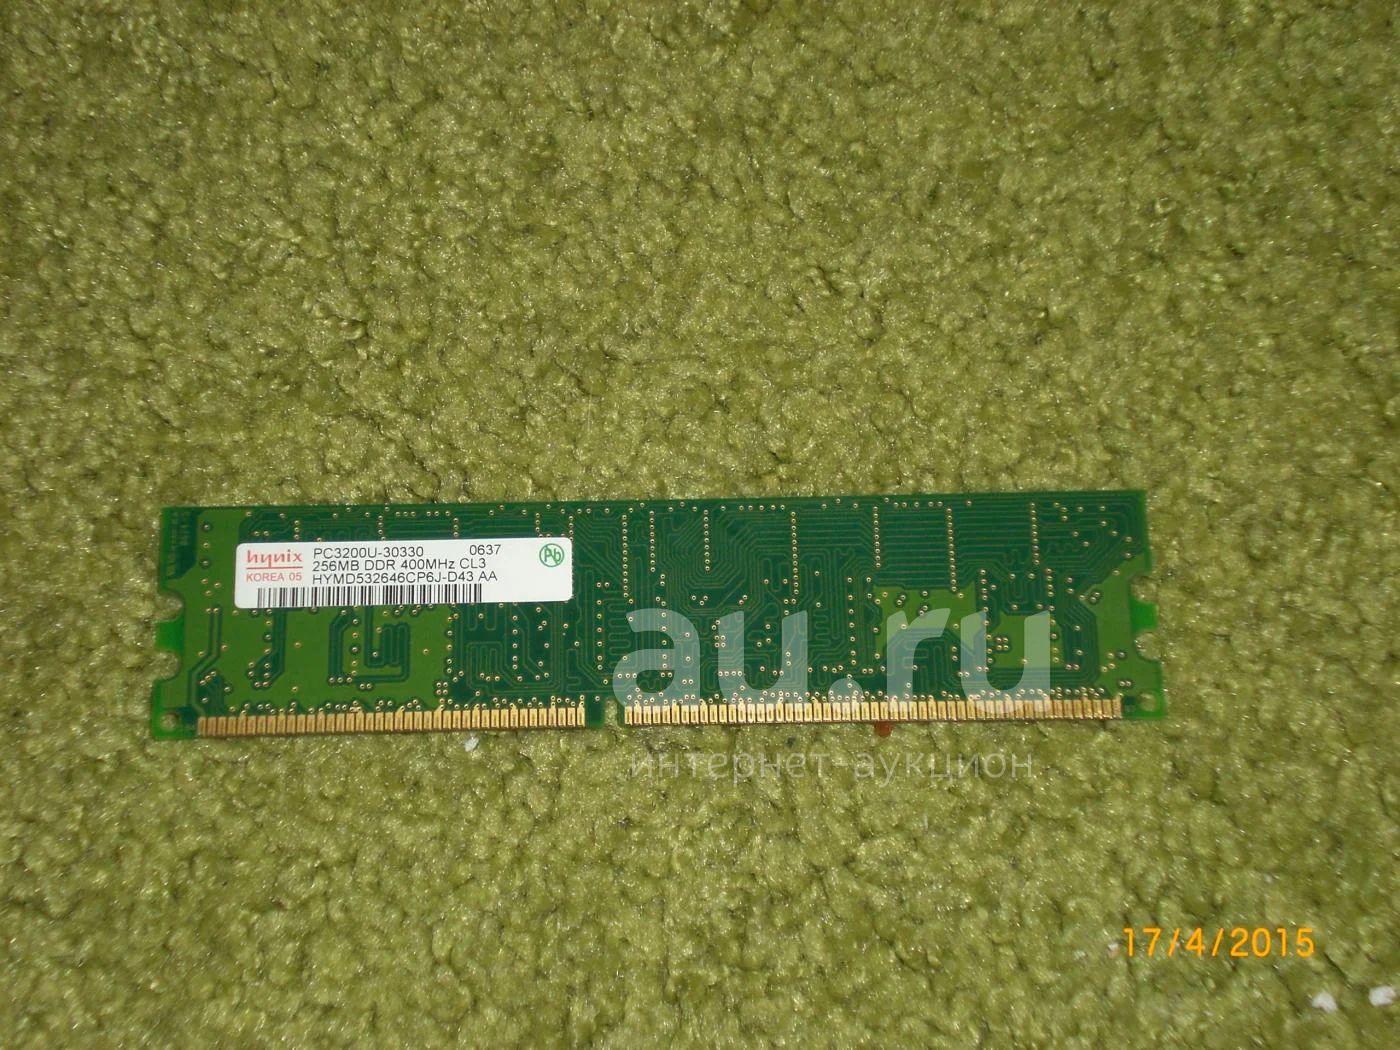 hynix PC3200U-30330 0637 Pb
256MB DDR 400MHz CL3
KOREA 05 HYMD532646CP6J-D43 AA
au.ru
интернет-аукцион
17/4/2015